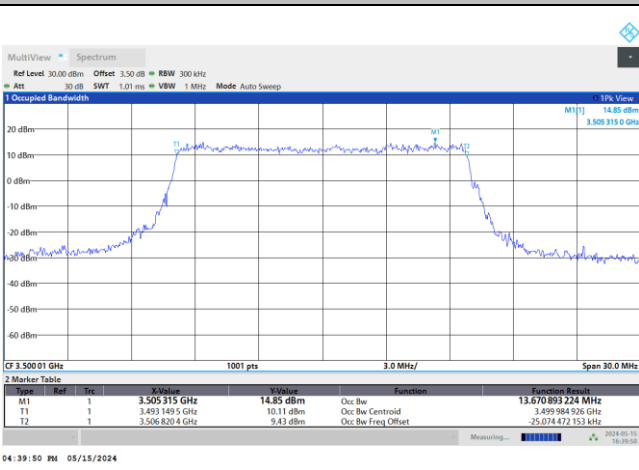 MultiView Spectrum
Ref Level 30.00 dBm Offset 3.50 dB RBW 300 kHz
Att 30 dB SWT 1.01 ms VBW 1 MHz Mode Auto Sweep
1 Occupied Bandwidth 1Pk View
M1[1] 14.85 dBm
3.505 315 0 GHz
20 dBm
M1
T1 T2
10 dBm
0 dBm
-10 dBm
-20 dBm
-30 dBm
-40 dBm
-50 dBm
-60 dBm
CF 3.500 01 GHz 1001 pts 3.0 MHz/ Span 30.0 MHz
2 Marker Table
Type Ref Trc X-Value Y-Value Function Function Result
M1 1 3.505 315 GHz 14.85 dBm Occ Bw 13.670 893 224 MHz
T1 1 3.493 149 5 GHz 10.11 dBm Occ Bw Centroid 3.499 984 926 GHz
T2 1 3.506 820 4 GHz 9.43 dBm Occ Bw Freq Offset -25.074 472 153 kHz
Measuring... 2024-05-15
16:39:50
04:39:50 PM 05/15/2024